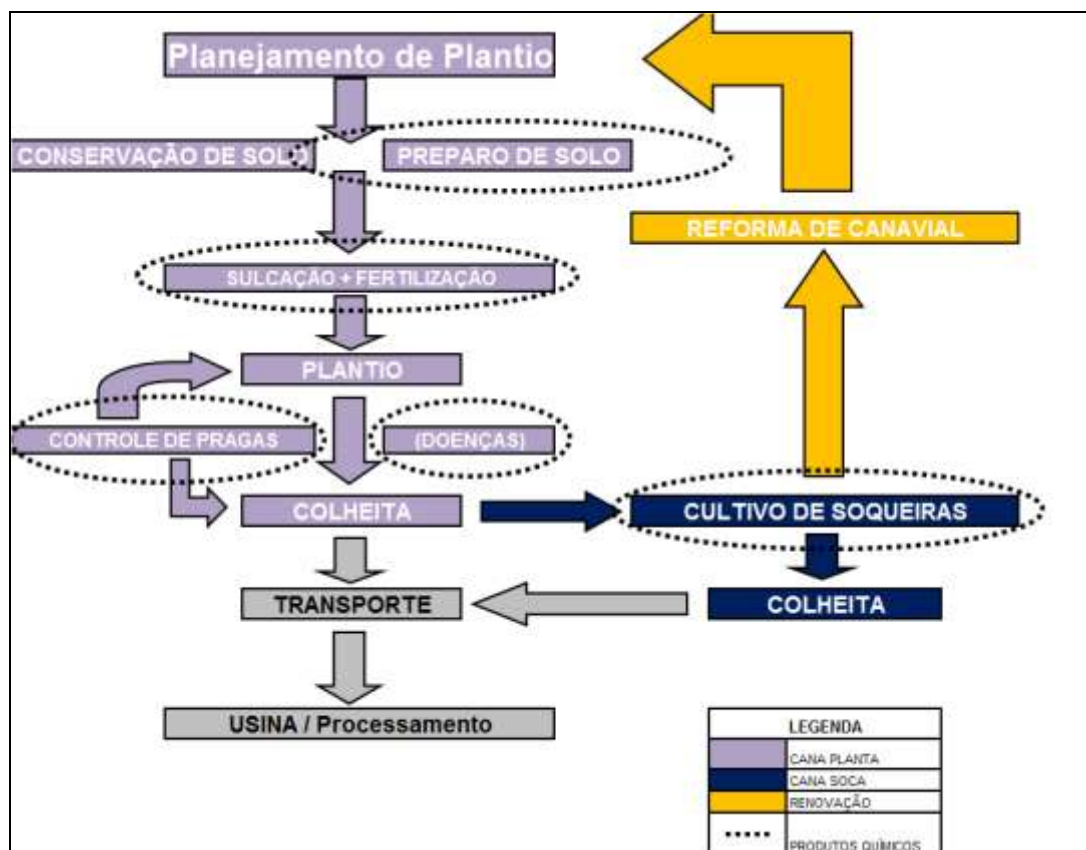 Planejamento de Plantio
CONSERVAÇÃO DE SOLO
PREPARO DE SOLO
REFORMA DE CANAVIAL
SULCAÇÃO + FERTILIZAÇÃO
PLANTIO
CONTROLE DE PRAGAS
(DOENÇAS)
COLHEITA
CULTIVO DE SOQUEIRAS
TRANSPORTE
COLHEITA
USINA / Processamento
LEGENDA
CANA PLANTA
CANA SOCA
RENOVAÇÃO
PRODUTOS QUÍMICOS